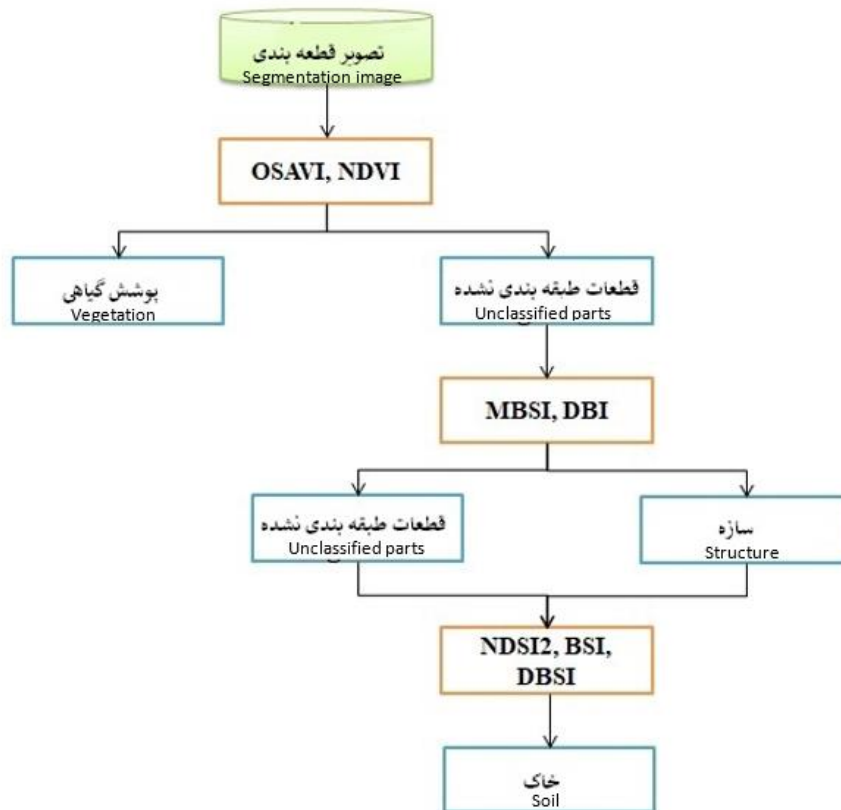 تصویر قطعه بندی
Segmentation image
OSAVI, NDVI
پوشش گیاهی
Vegetation
قطعات طبقه بندی نشده
Unclassified parts
MBSI, DBI
قطعات طبقه بندی نشده
Unclassified parts
سازه
Structure
NDSI2, BSI,
DBSI
خاک
Soil